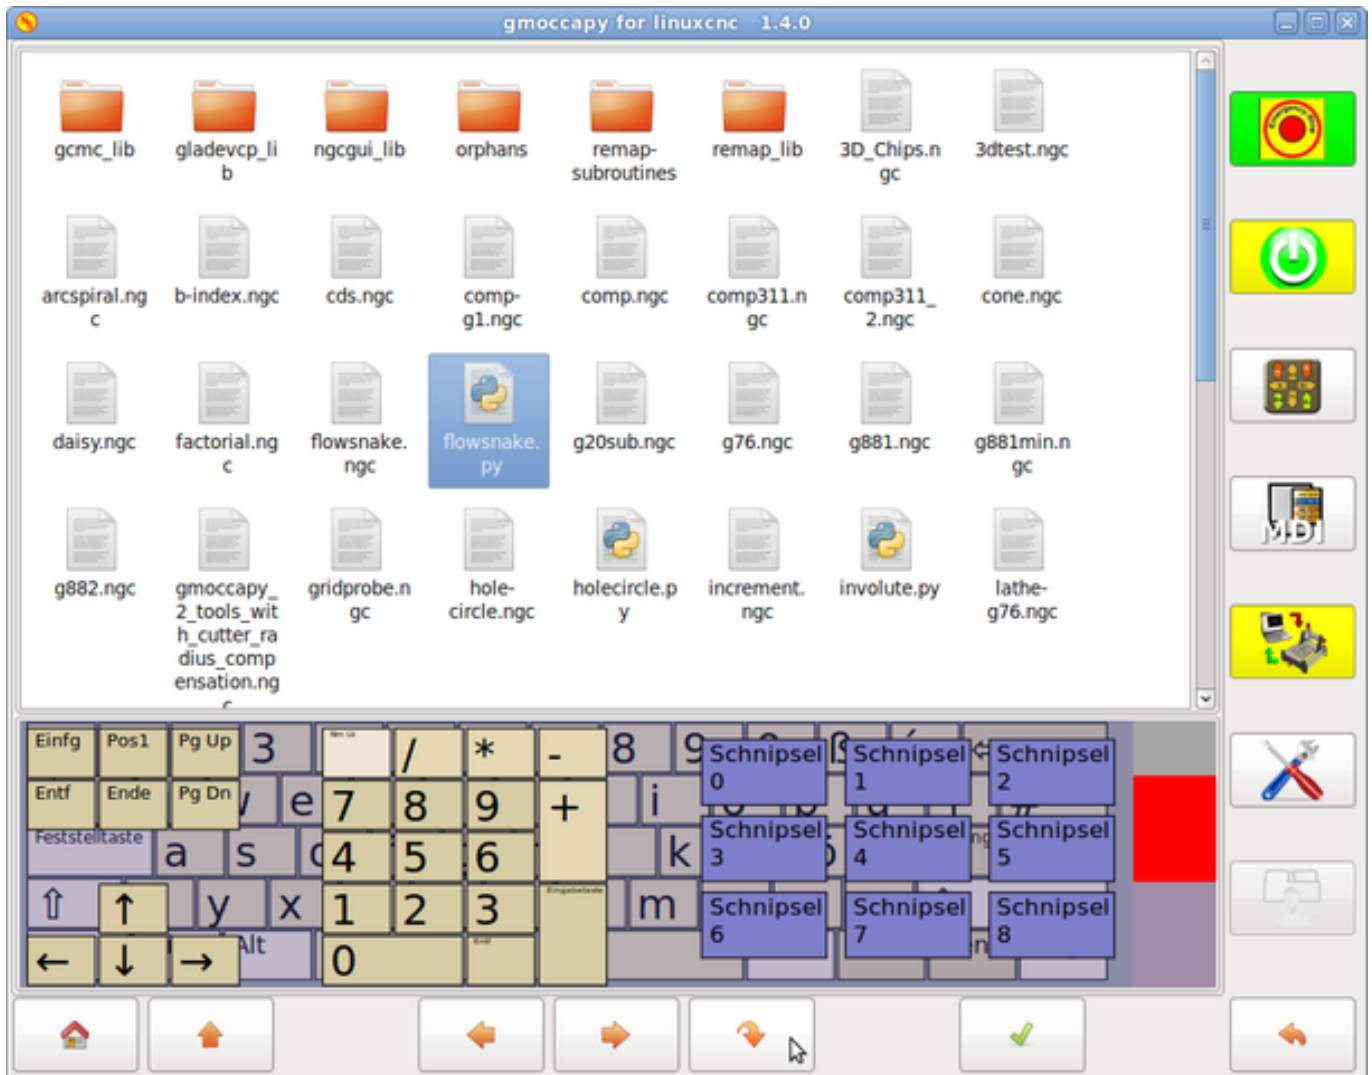 gmoccapy for linuxcnc 1.4.0
gcmc_lib
gladevcp_li
b
ngcgui_lib
orphans
remap-
subroutines
remap_lib
3D_Chips.n
gc
3dtest.ngc
arcspiral.ng
c
b-index.ngc
cds.ngc
comp-
g1.ngc
comp.ngc
comp311.n
gc
comp311_
2.ngc
cone.ngc
daisy.ngc
factorial.ng
c
flowsnake.
ngc
flowsnake.
py
g20sub.ngc
g76.ngc
g881.ngc
g881min.n
gc
g882.ngc
gmoccapy_
2_tools_wit
h_cutter_ra
dius_comp
ensation.ng
c
gridprobe.n
gc
hole-
circle.ngc
holecircle.p
y
increment.
ngc
involute.py
lathe-
g76.ngc
MDI
Einfg Pos1 Pg Up 3 / * - 8 9
Entf Ende Pg Dn e 7 8 9 + i
Feststelltaste a s 4 5 6 k
⇧ ↑ y x 1 2 3 Eingabetaste m
← ↓ → Alt 0 Entf
Schnipsel
0
Schnipsel
1
Schnipsel
2
Schnipsel
3
Schnipsel
4
Schnipsel
5
Schnipsel
6
Schnipsel
7
Schnipsel
8